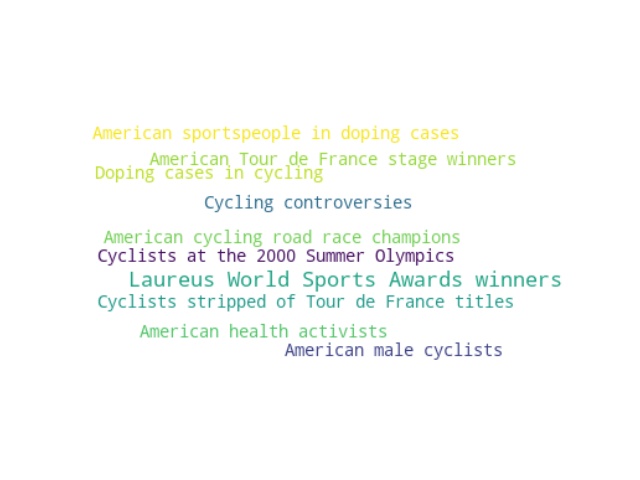 American sportspeople in doping cases
American Tour de France stage winners
Doping cases in cycling
Cycling controversies
American cycling road race champions
Cyclists at the 2000 Summer Olympics
Laureus World Sports Awards winners
Cyclists stripped of Tour de France titles
American health activists
American male cyclists